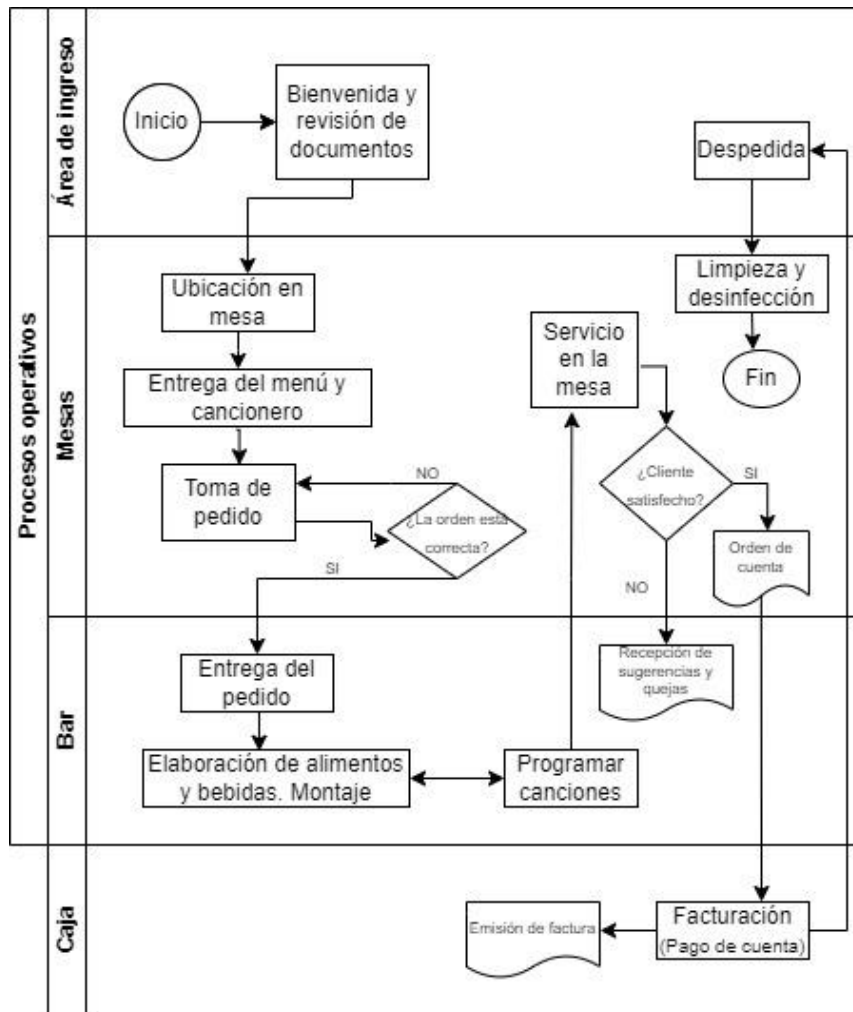 Procesos operativos
Área de ingreso
Inicio
Bienvenida y
revisión de
documentos
Despedida
Mesas
Ubicación en
mesa
Entrega del menú y
cancionero
Toma de
pedido
NO
¿La orden está
correcta?
SI
Servicio
en la
mesa
¿Cliente
satisfecho?
SI
NO
Orden de
cuenta
Limpieza y
desinfección
Fin
Bar
Entrega del
pedido
Elaboración de alimentos
y bebidas. Montaje
Programar
canciones
Recepción de
sugerencias y
quejas
Caja
Emisión de factura
Facturación
(Pago de cuenta)